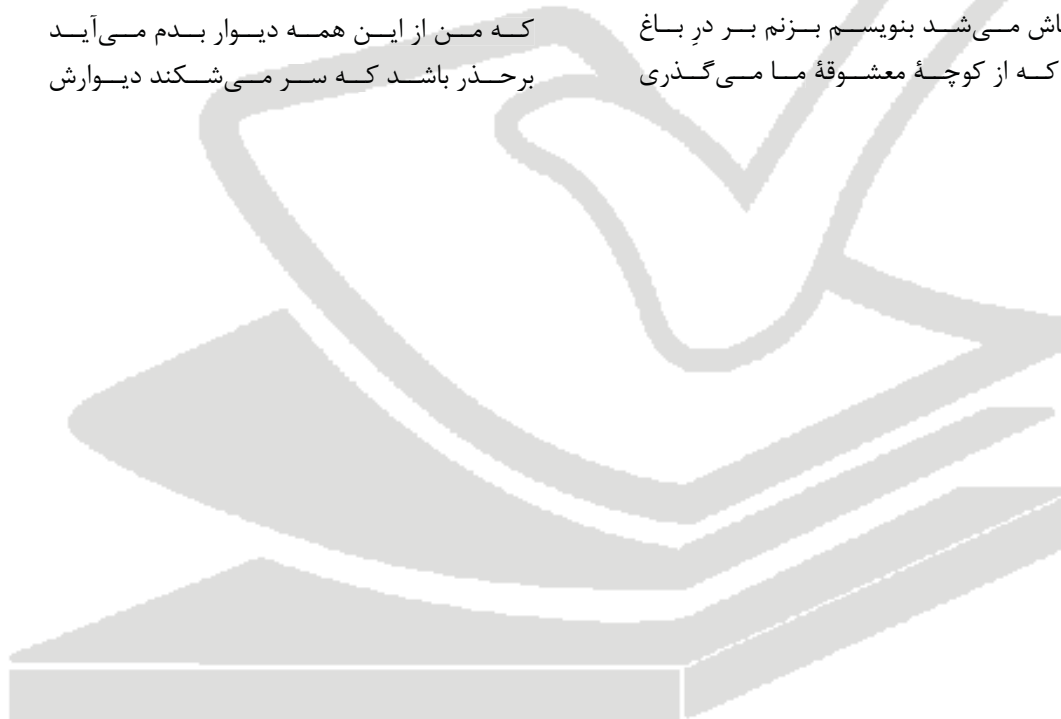 می‌شد بنویسم بزنم بر درِ باغ که من از این همه دیوار بدم می‌آید
که از کوچهٔ معشوقهٔ ما می‌گذری برحذر باشد که سر می‌شکند دیوارش